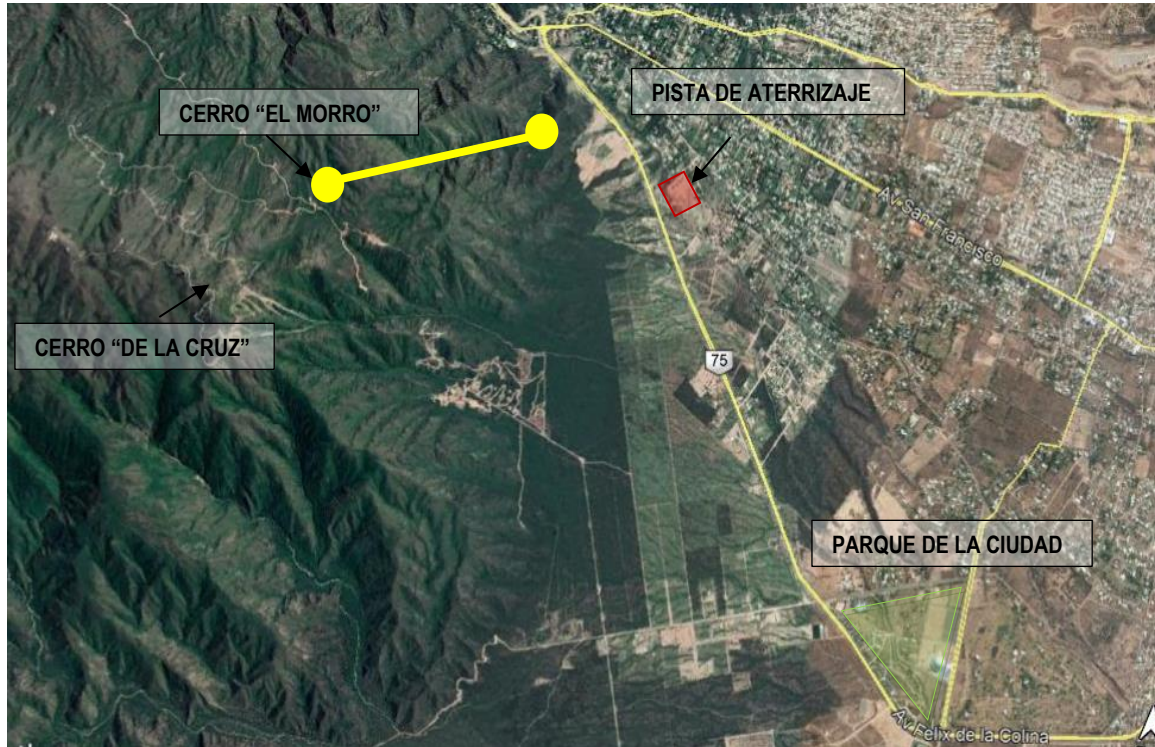 CERRO “EL MORRO”
PISTA DE ATERRIZAJE
Av San Francisco
CERRO “DE LA CRUZ”
75
PARQUE DE LA CIUDAD
Av Felix de la Colina